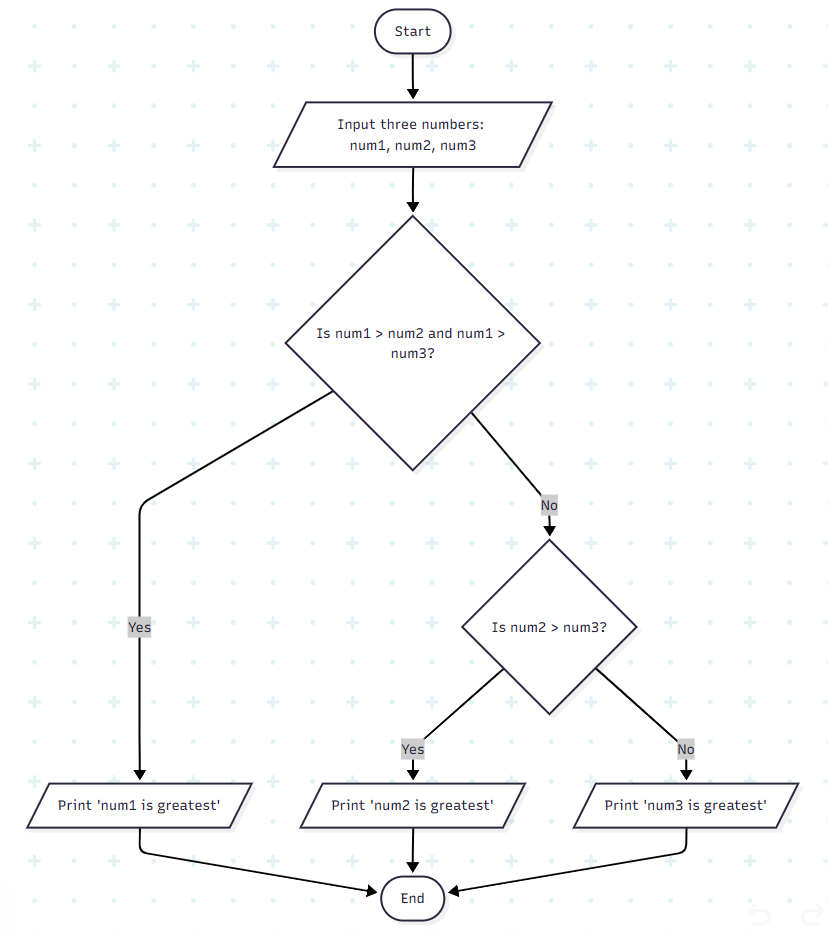 Start
Input three numbers:
num1, num2, num3
Is num1 > num2 and num1 >
num3?
No
Is num2 > num3?
Yes
Yes
No
Print 'num1 is greatest'
Print 'num2 is greatest'
Print 'num3 is greatest'
End